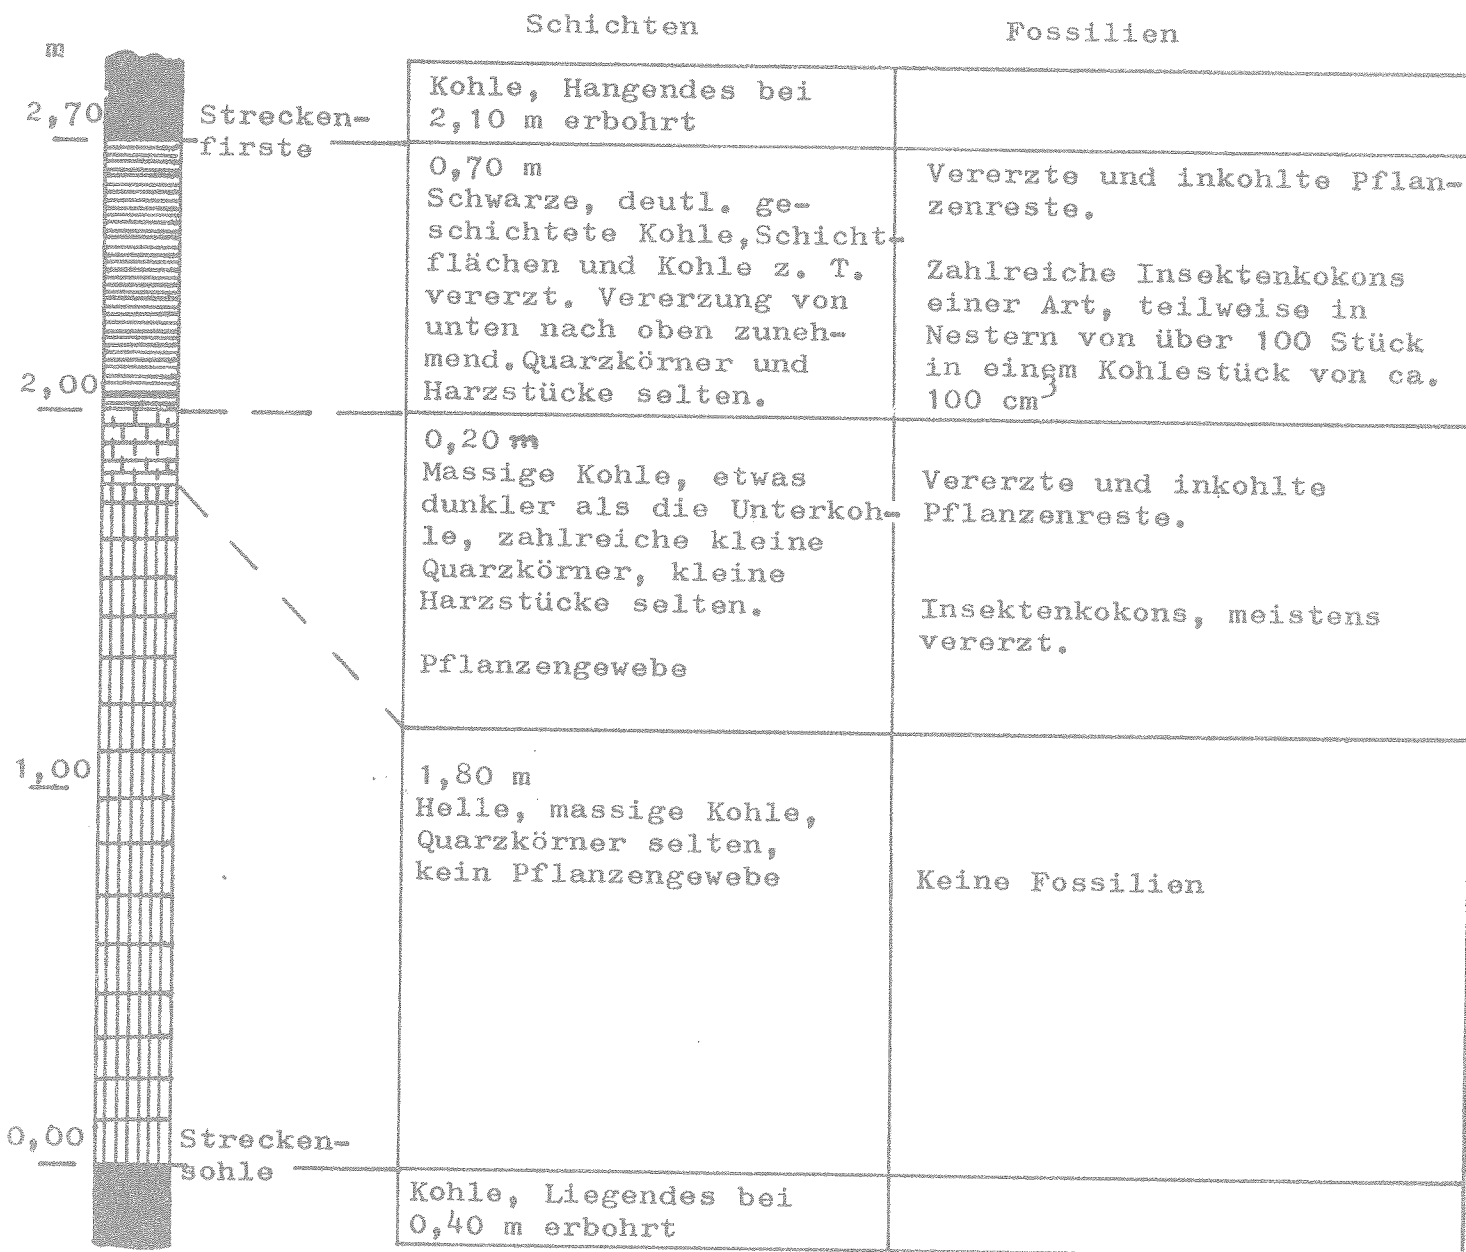 Schichten
Fossilien
m
2,70
Strecken-
firste
Kohle, Hangendes bei
2,10 m erbohrt
0,70 m
Schwarze, deutl. ge-
schichtete Kohle,Schicht-
flächen und Kohle z. T.
vererzt. Vererzung von
unten nach oben zuneh-
mend.Quarzkörner und
Harzstücke selten.
Vererzte und inkohlte Pflan-
zenreste.
Zahlreiche Insektenkokons
einer Art, teilweise in
Nestern von über 100 Stück
in einem Kohlestück von ca.
100 cm³
2,00
0,20 m
Massige Kohle, etwas
dunkler als die Unterkoh-
le, zahlreiche kleine
Quarzkörner, kleine
Harzstücke selten.
Pflanzengewebe
Vererzte und inkohlte
Pflanzenreste.
Insektenkokons, meistens
vererzt.
1,00
1,80 m
Helle, massige Kohle,
Quarzkörner selten,
kein Pflanzengewebe
Keine Fossilien
0,00
Strecken-
sohle
Kohle, Liegendes bei
0,40 m erbohrt